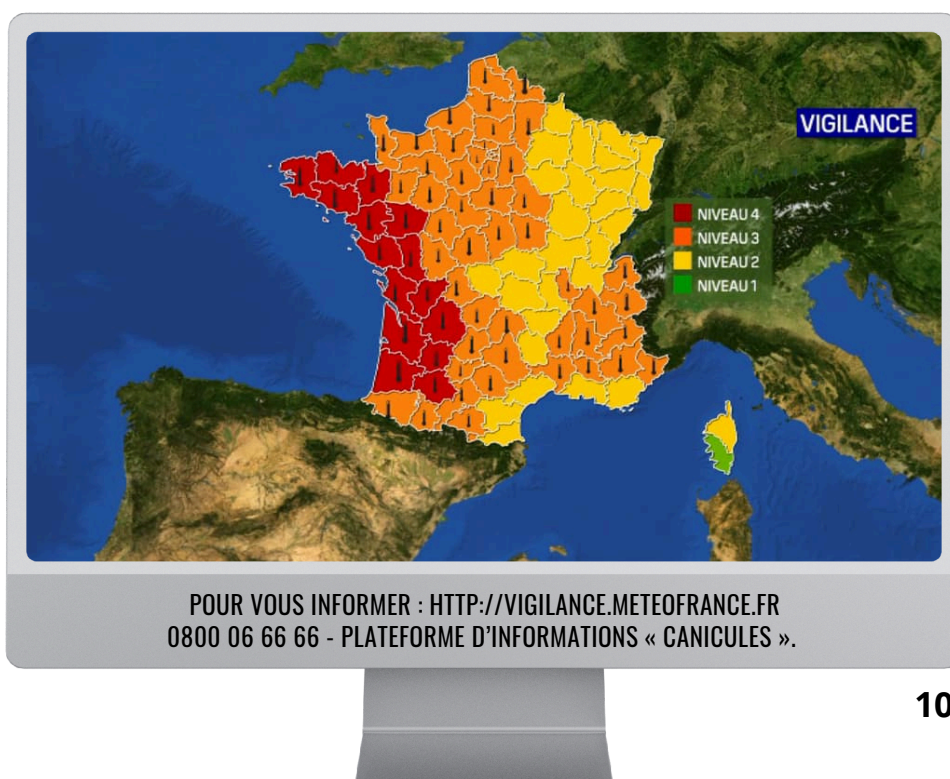 VIGILANCE
NIVEAU 4
NIVEAU 3
NIVEAU 2
NIVEAU 1
POUR VOUS INFORMER : HTTP://VIGILANCE.METEOFRANCE.FR
0800 06 66 66 - PLATEFORME D’INFORMATIONS « CANICULES ».
10